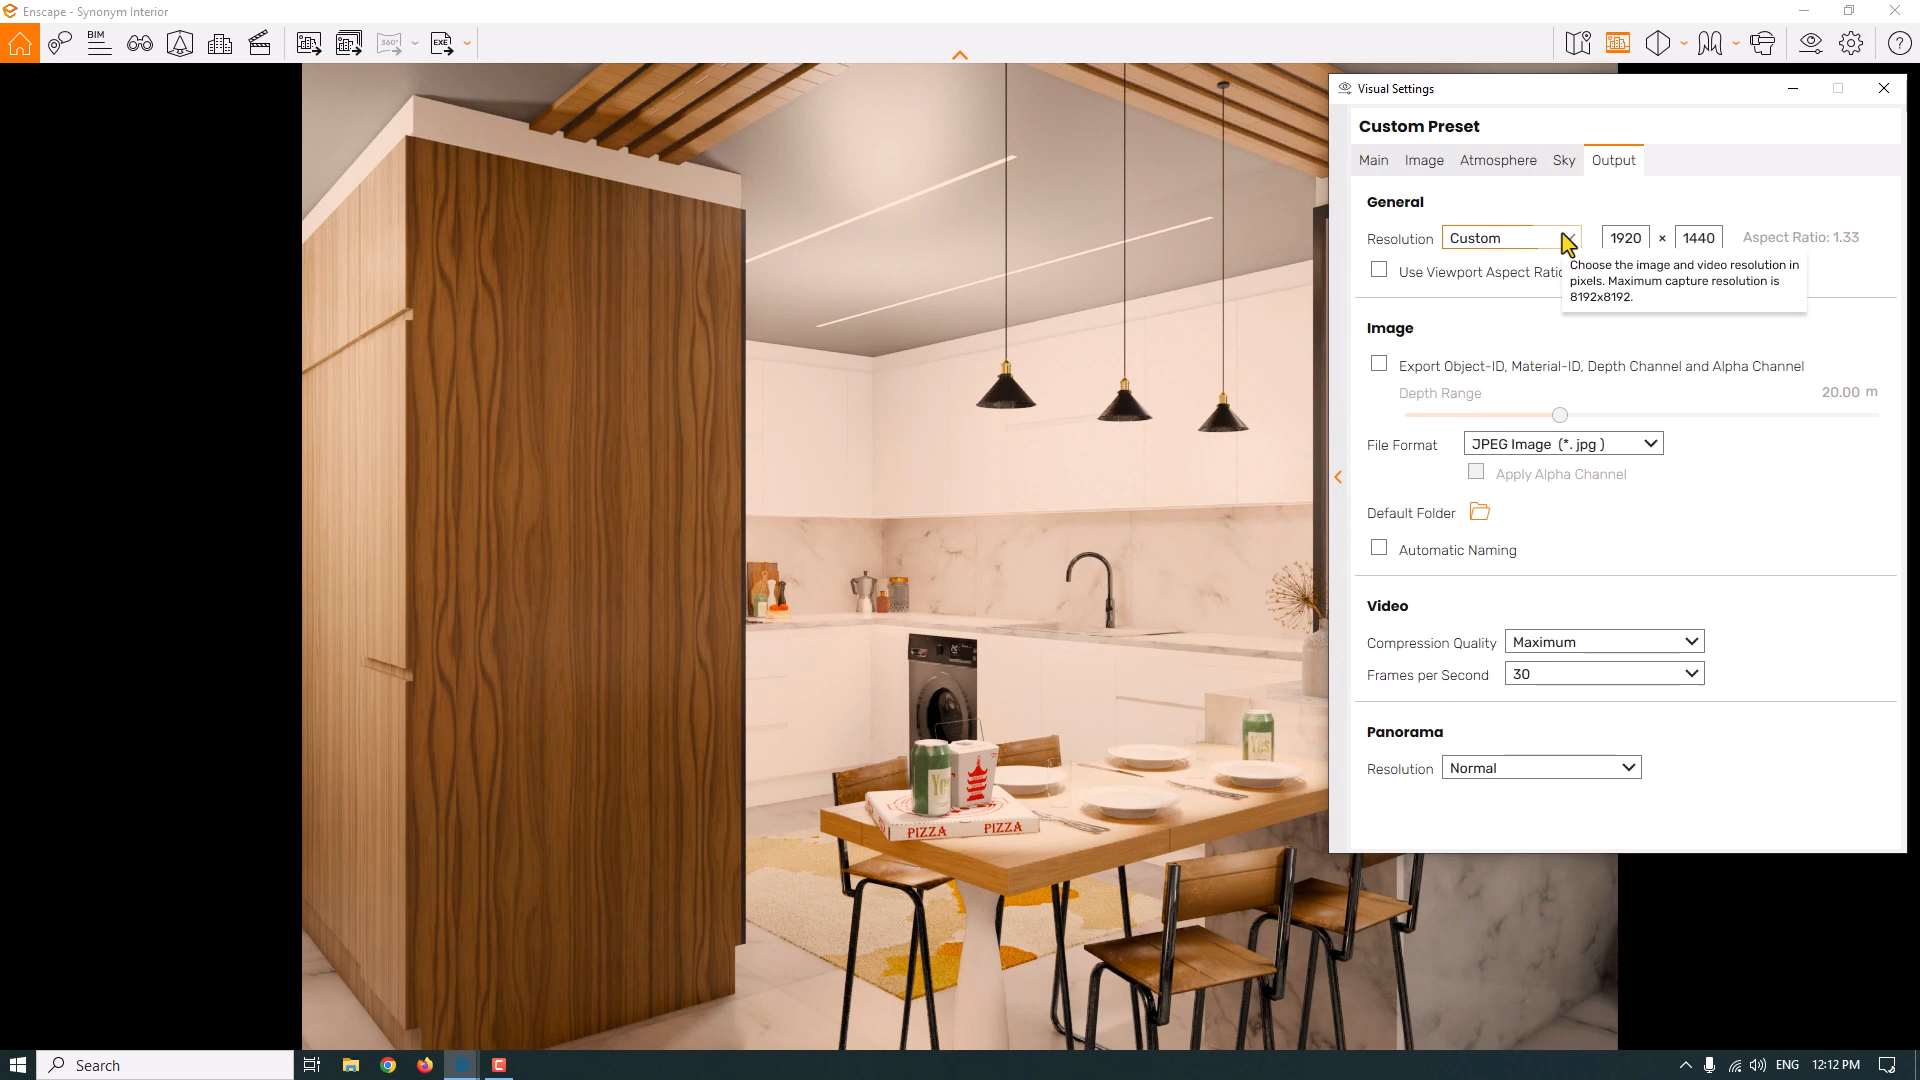 Enscape - Synonym Interior
BIM
360°
EXE
Visual Settings
Custom Preset
Main Image Atmosphere Sky Output
General
Resolution Custom 1920 × 1440 Aspect Ratio: 1.33
Use Viewport Aspect Ratio
Choose the image and video resolution in
pixels. Maximum capture resolution is
8192x8192.
Image
Export Object-ID, Material-ID, Depth Channel and Alpha Channel
Depth Range 20.00 m
File Format JPEG Image (*. jpg )
Apply Alpha Channel
Default Folder
Automatic Naming
Video
Compression Quality Maximum
Frames per Second 30
Panorama
Resolution Normal
Yes
Yes
PIZZA PIZZA
Search
ENG 12:12 PM